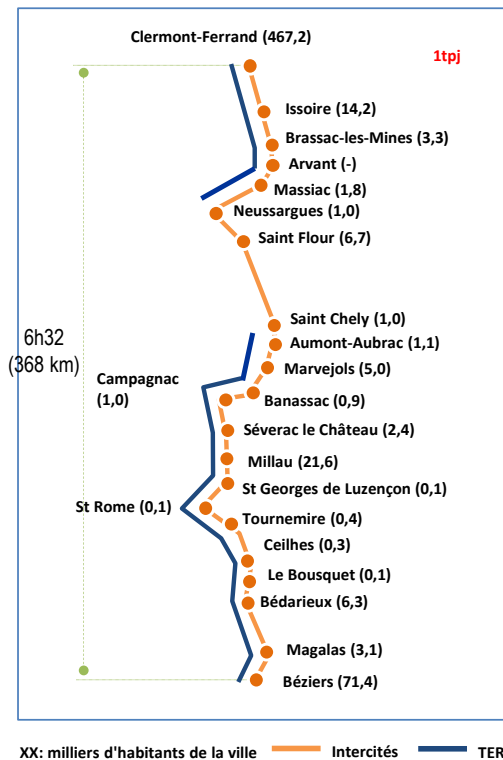 Clermont-Ferrand (467,2)
1tpj
Issoire (14,2)
Brassac-les-Mines (3,3)
Arvant (-)
Massiac (1,8)
Neussargues (1,0)
Saint Flour (6,7)
Saint Chely (1,0)
6h32
(368 km)
Aumont-Aubrac (1,1)
Marvejols (5,0)
Campagnac
(1,0)
Banassac (0,9)
Séverac le Château (2,4)
Millau (21,6)
St Georges de Luzençon (0,1)
St Rome (0,1)
Tournemire (0,4)
Ceilhes (0,3)
Le Bousquet (0,1)
Bédarieux (6,3)
Magalas (3,1)
Béziers (71,4)
XX: milliers d'habitants de la ville Intercités TER